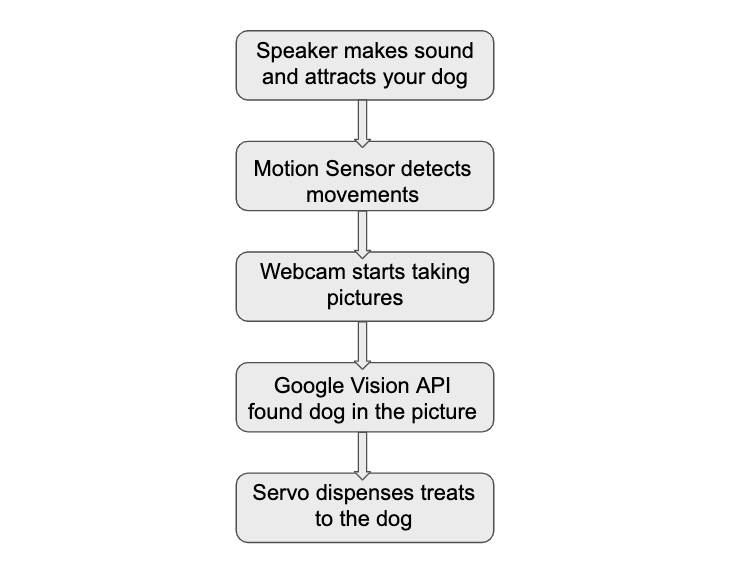 Speaker makes sound
and attracts your dog
Motion Sensor detects
movements
Webcam starts taking
pictures
Google Vision API
found dog in the picture
Servo dispenses treats
to the dog